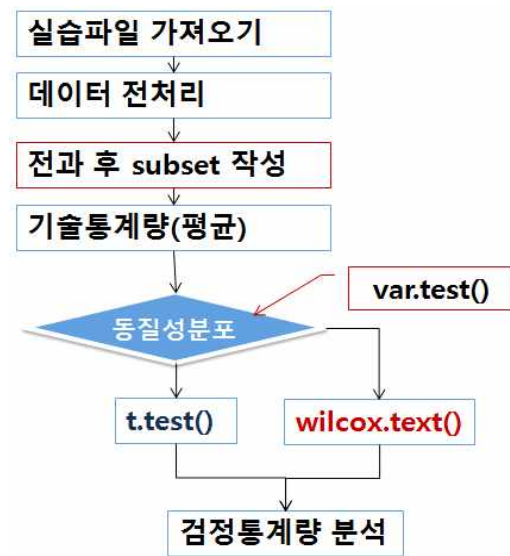 실습파일 가져오기
데이터 전처리
전과 후 subset 작성
기술통계량(평균)
var.test()
동질성분포
t.test()
wilcox.text()
검정통계량 분석